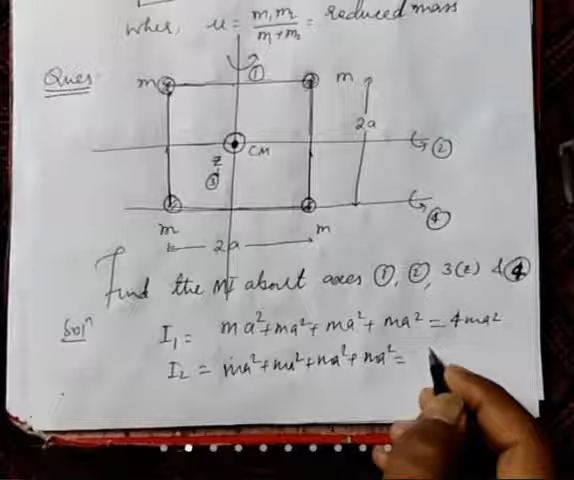 wher, u = m₁m₂/m₁+m₂ = reduced mass
Ques
① 
m m
2a
② 
CM
Z
③
④
m m
2a
Find the MI about axes ①, ②, 3(z) & ④
Solⁿ I₁ = ma²+ma²+ma²+ma² = 4ma²
I₂ = ma²+ma²+ma²+ma² =